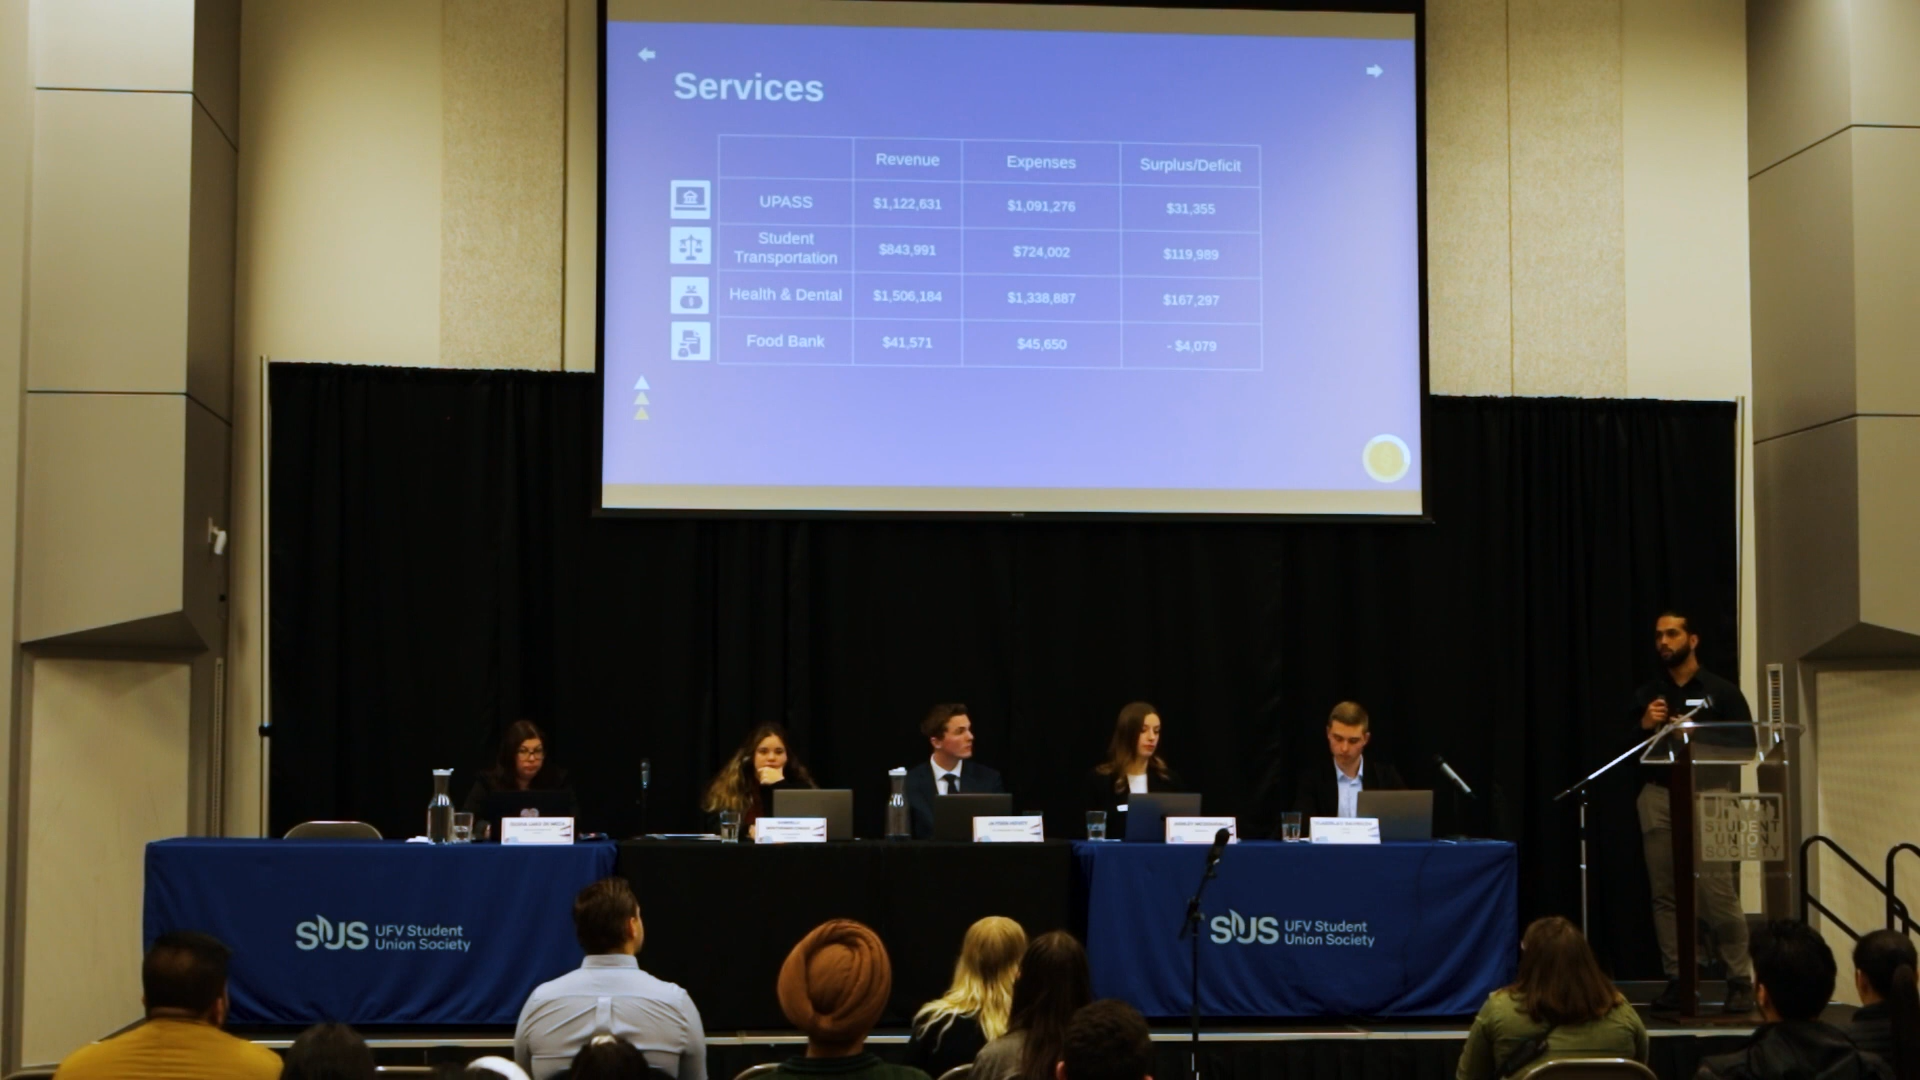 Services
Revenue Expenses Surplus/Deficit
UPASS $1,122,631 $1,091,276 $31,355
Student
Transportation $843,991 $724,002 $119,989
Health & Dental $1,506,184 $1,338,887 $167,297
Food Bank $41,571 $45,650 - $4,079
SUS UFV Student
Union Society
SUS UFV Student
Union Society
STUDENT
UNION
SOCIETY